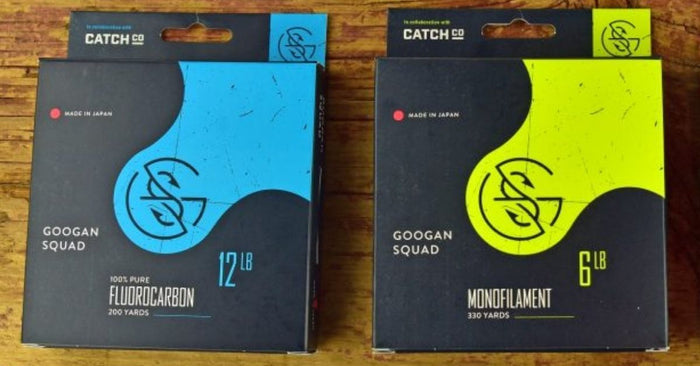 In collaboration with
CATCH CO
MADE IN JAPAN
GOOGAN
SQUAD
12 LB
100% PURE
FLUOROCARBON
200 YARDS
In collaboration with
CATCH CO
MADE IN JAPAN
GOOGAN
SQUAD
6 LB
MONOFILAMENT
330 YARDS